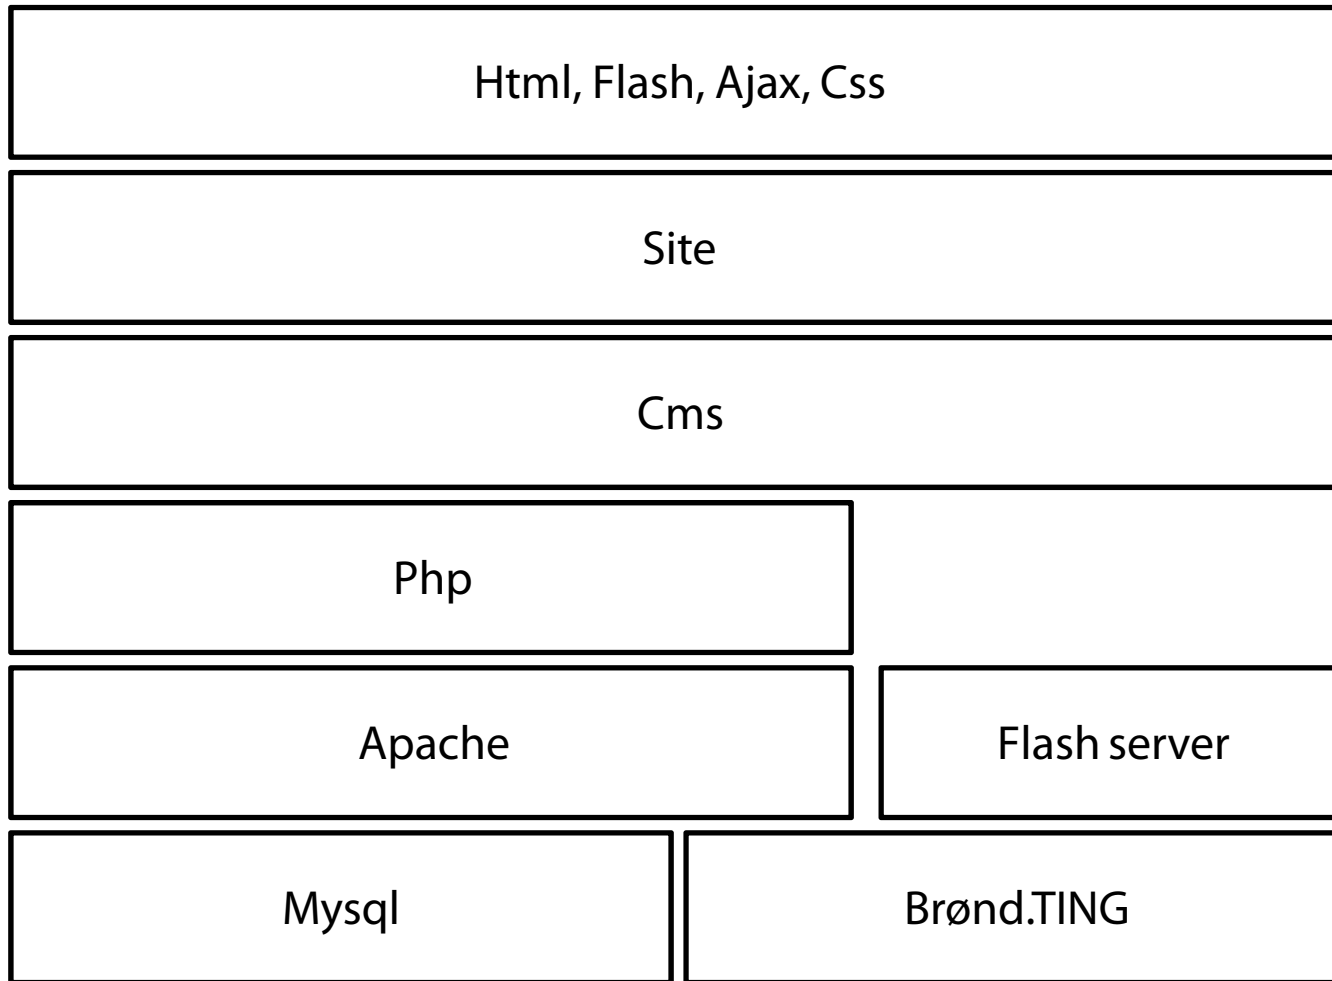 Html, Flash, Ajax, Css
Site
Cms
Php
Apache
Flash server
Mysql
Brønd.TING